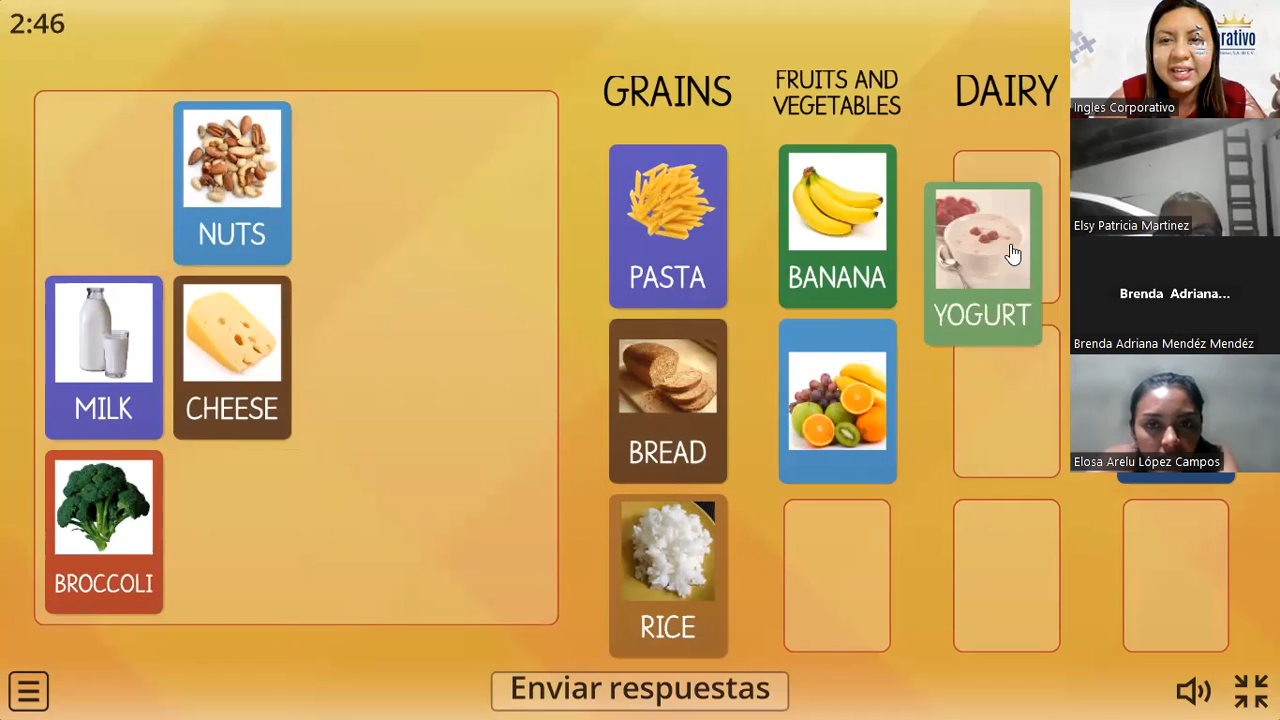 2:46
GRAINS
FRUITS AND
VEGETABLES
DAIRY
NUTS
MILK
CHEESE
BROCCOLI
PASTA
BANANA
YOGURT
BREAD
RICE
Enviar respuestas
Ingles Corporativo
Elsy Patricia Martinez
Brenda Adriana...
Brenda Adriana Mendéz Mendéz
Elosa Arelu López Campos